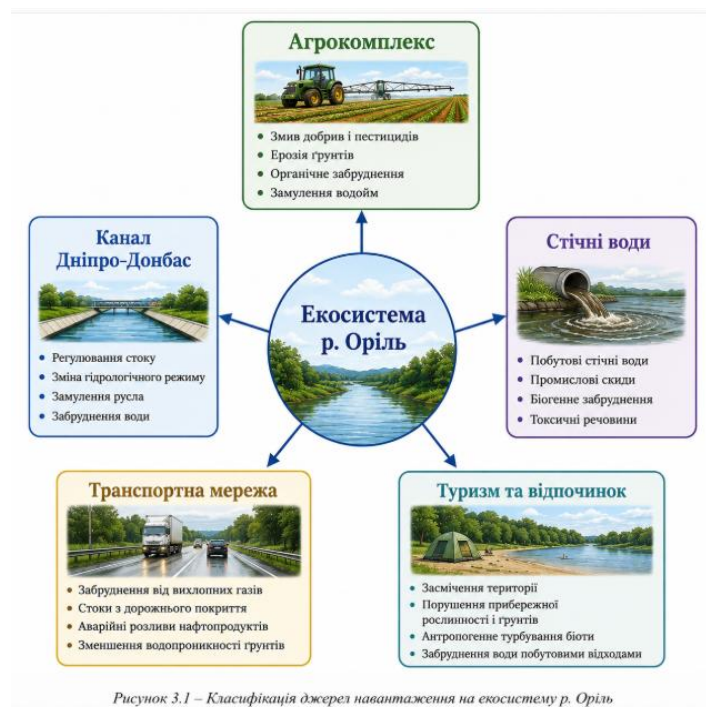 Агрокомплекс
• Змив добрив і пестицидів
• Ерозія ґрунтів
• Органічне забруднення
• Замулення водойм
Канал
Дніпро-Донбас
• Регулювання стоку
• Зміна гідрологічного режиму
• Замулення русла
• Забруднення води
Екосистема
р. Оріль
Стічні води
• Побутові стічні води
• Промислові скиди
• Біогенне забруднення
• Токсичні речовини
Транспортна мережа
• Забруднення від вихлопних газів
• Стоки з дорожнього покриття
• Аварійні розливи нафтопродуктів
• Зменшення водопроникності ґрунтів
Туризм та відпочинок
• Засмічення території
• Порушення прибережної
рослинності і ґрунтів
• Антропогенне турбування біоти
• Забруднення води побутовими відходами
Рисунок 3.1 – Класифікація джерел навантаження на екосистему р. Оріль